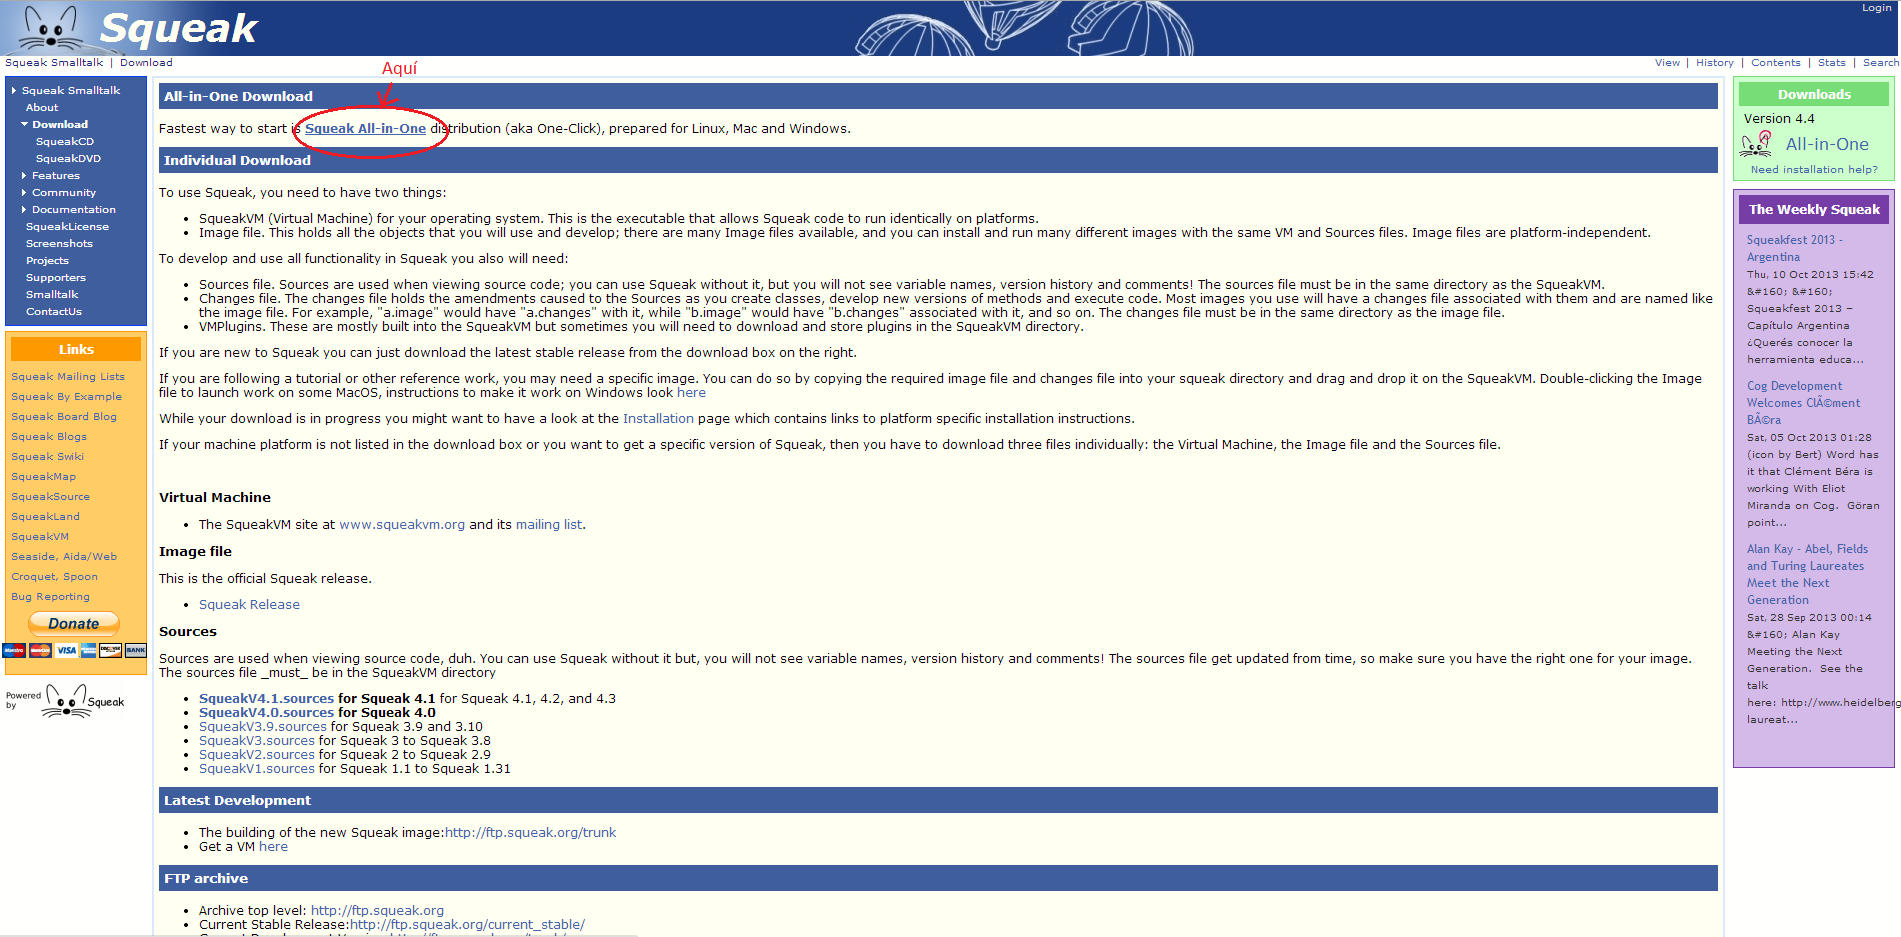 Login
Squeak
Squeak Smalltalk | Download
View | History | Contents | Stats | Search
Aquí
Squeak Smalltalk
About
Download
SqueakCD
SqueakDVD
Features
Community
Documentation
SqueakLicense
Screenshots
Projects
Supporters
Smalltalk
ContactUs
Links
Squeak Mailing Lists
Squeak By Example
Squeak Board Blog
Squeak Blogs
Squeak Swiki
SqueakMap
SqueakSource
SqueakLand
SqueakVM
Seaside, Aida/Web
Croquet, Spoon
Bug Reporting
Donate
Maestro MasterCard VISA DISCOVER BANK
Powered
by Squeak
All-in-One Download
Fastest way to start is Squeak All-in-One distribution (aka One-Click), prepared for Linux, Mac and Windows.
Individual Download
To use Squeak, you need to have two things:
• SqueakVM (Virtual Machine) for your operating system. This is the executable that allows Squeak code to run identically on platforms.
• Image file. This holds all the objects that you will use and develop; there are many Image files available, and you can install and run many different images with the same VM and Sources files. Image files are platform-independent.
To develop and use all functionality in Squeak you also will need:
• Sources file. Sources are used when viewing source code; you can use Squeak without it, but you will not see variable names, version history and comments! The sources file must be in the same directory as the SqueakVM.
• Changes file. The changes file holds the amendments caused to the Sources as you create classes, develop new versions of methods and execute code. Most images you use will have a changes file associated with them and are named like
the image file. For example, "a.image" would have "a.changes" with it, while "b.image" would have "b.changes" associated with it, and so on. The changes file must be in the same directory as the image file.
• VMPlugins. These are mostly built into the SqueakVM but sometimes you will need to download and store plugins in the SqueakVM directory.
If you are new to Squeak you can just download the latest stable release from the download box on the right.
If you are following a tutorial or other reference work, you may need a specific image. You can do so by copying the required image file and changes file into your squeak directory and drag and drop it on the SqueakVM. Double-clicking the Image
file to launch work on some MacOS, instructions to make it work on Windows look here
While your download is in progress you might want to have a look at the Installation page which contains links to platform specific installation instructions.
If your machine platform is not listed in the download box or you want to get a specific version of Squeak, then you have to download three files individually: the Virtual Machine, the Image file and the Sources file.
Virtual Machine
• The SqueakVM site at www.squeakvm.org and its mailing list.
Image file
This is the official Squeak release.
• Squeak Release
Sources
Sources are used when viewing source code, duh. You can use Squeak without it but, you will not see variable names, version history and comments! The sources file get updated from time, so make sure you have the right one for your image.
The sources file _must_ be in the SqueakVM directory
• SqueakV4.1.sources for Squeak 4.1 for Squeak 4.1, 4.2, and 4.3
• SqueakV4.0.sources for Squeak 4.0
• SqueakV3.9.sources for Squeak 3.9 and 3.10
• SqueakV3.sources for Squeak 3 to Squeak 3.8
• SqueakV2.sources for Squeak 2 to Squeak 2.9
• SqueakV1.sources for Squeak 1.1 to Squeak 1.31
Latest Development
• The building of the new Squeak image:http://ftp.squeak.org/trunk
• Get a VM here
FTP archive
• Archive top level: http://ftp.squeak.org
• Current Stable Release:http://ftp.squeak.org/current_stable/
Downloads
Version 4.4
All-in-One
Need installation help?
The Weekly Squeak
Squeakfest 2013 -
Argentina
Thu, 10 Oct 2013 15:42
&#160; &#160;
Squeakfest 2013 –
Capítulo Argentina
¿Querés conocer la
herramienta educa...
Cog Development
Welcomes ClÃ©ment
BÃ©ra
Sat, 05 Oct 2013 01:28
(icon by Bert) Word has
it that Clément Béra is
working With Eliot
Miranda on Cog. Göran
point...
Alan Kay - Abel, Fields
and Turing Laureates
Meet the Next
Generation
Sat, 28 Sep 2013 00:14
&#160; Alan Kay
Meeting the Next
Generation. See the
talk
here: http://www.heidelberg
laureat...